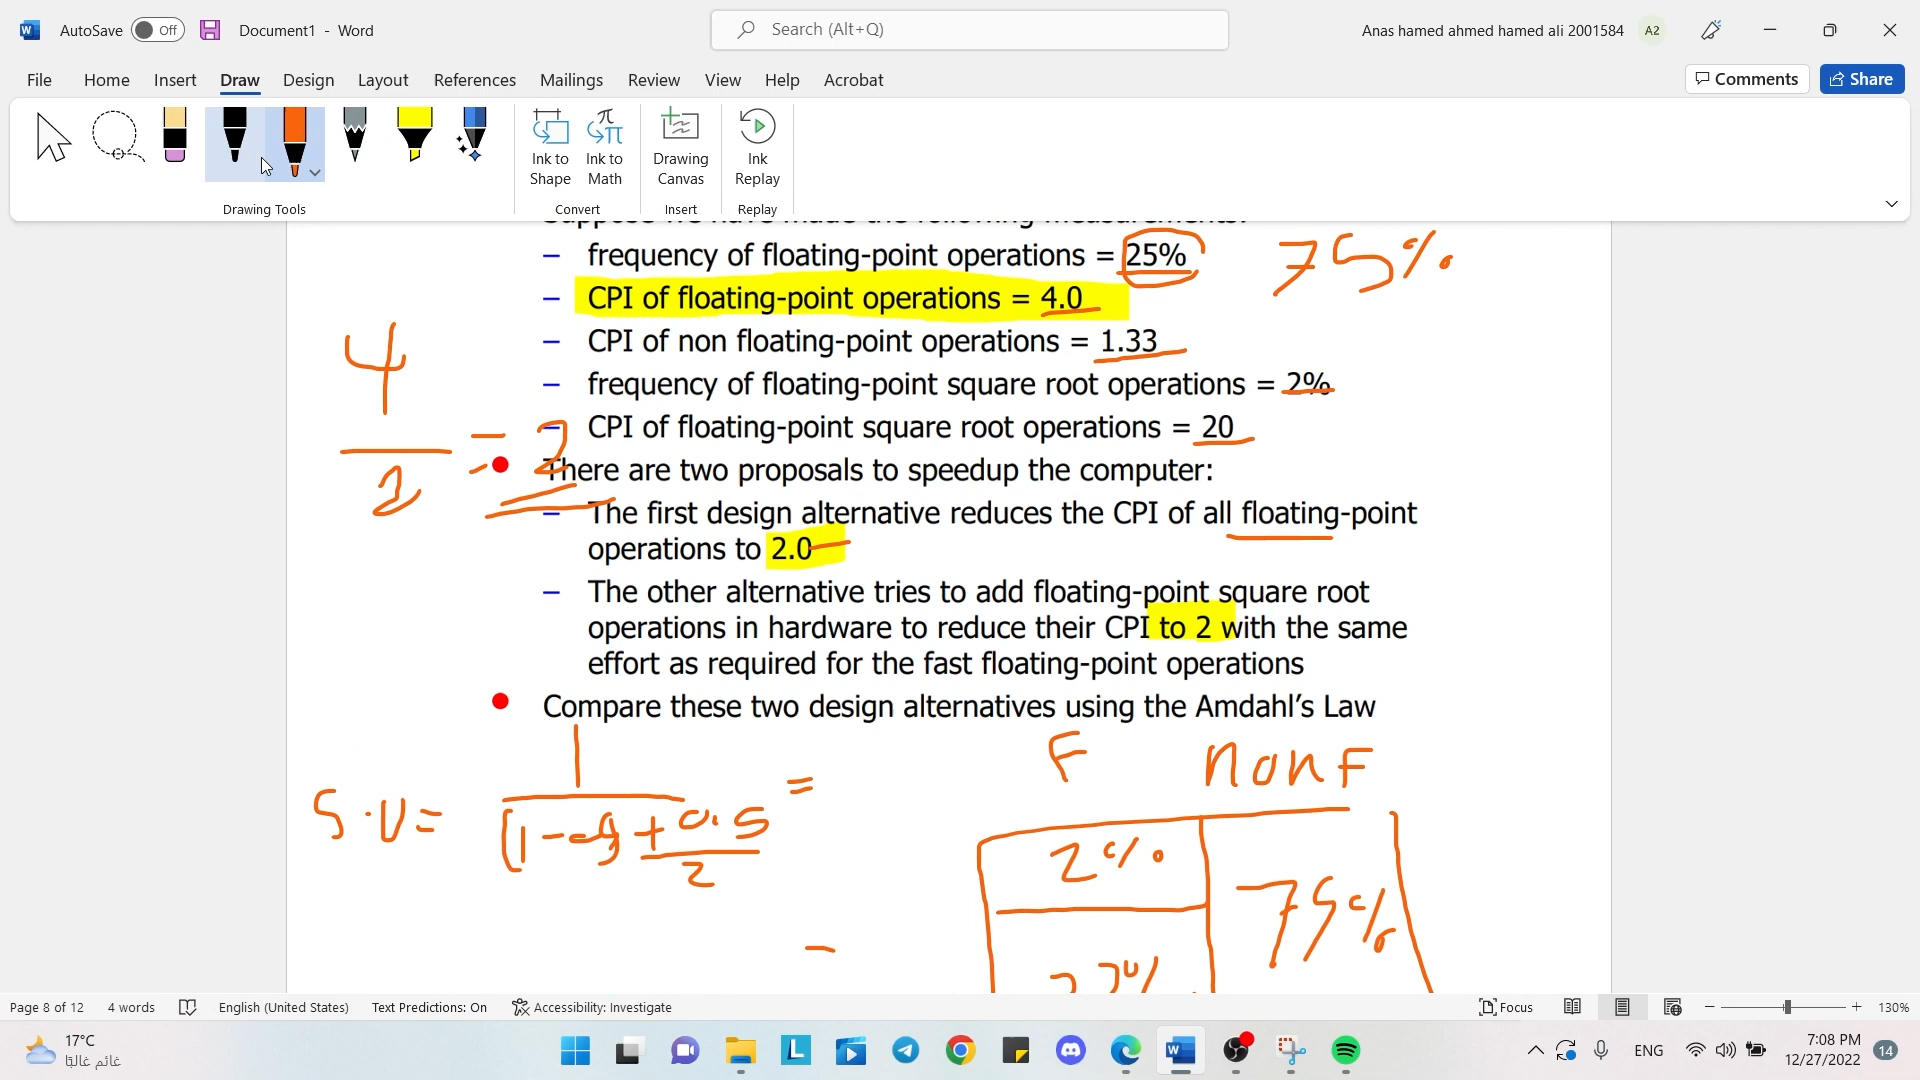 AutoSave Off Document1 - Word Search (Alt+Q) Anas hamed ahmed hamed ali 2001584 A2
File Home Insert Draw Design Layout References Mailings Review View Help Acrobat Comments Share
Ink to Shape
Ink to Math
Drawing Canvas
Ink Replay
Drawing Tools Convert Insert Replay
Suppose we have made the following measurements:
– frequency of floating-point operations = 25% 75%
– CPI of floating-point operations = 4.0
– CPI of non floating-point operations = 1.33
– frequency of floating-point square root operations = 2%
– CPI of floating-point square root operations = 20
4
2
= 2
There are two proposals to speedup the computer:
– The first design alternative reduces the CPI of all floating-point
operations to 2.0
– The other alternative tries to add floating-point square root
operations in hardware to reduce their CPI to 2 with the same
effort as required for the fast floating-point operations
Compare these two design alternatives using the Amdahl's Law
F non F
1
S.U =
0.5
2
=
2%
75%
Page 8 of 12 4 words English (United States) Text Predictions: On Accessibility: Investigate Focus 130%
17°C
غائم غالبًا
ENG
7:08 PM
12/27/2022
14